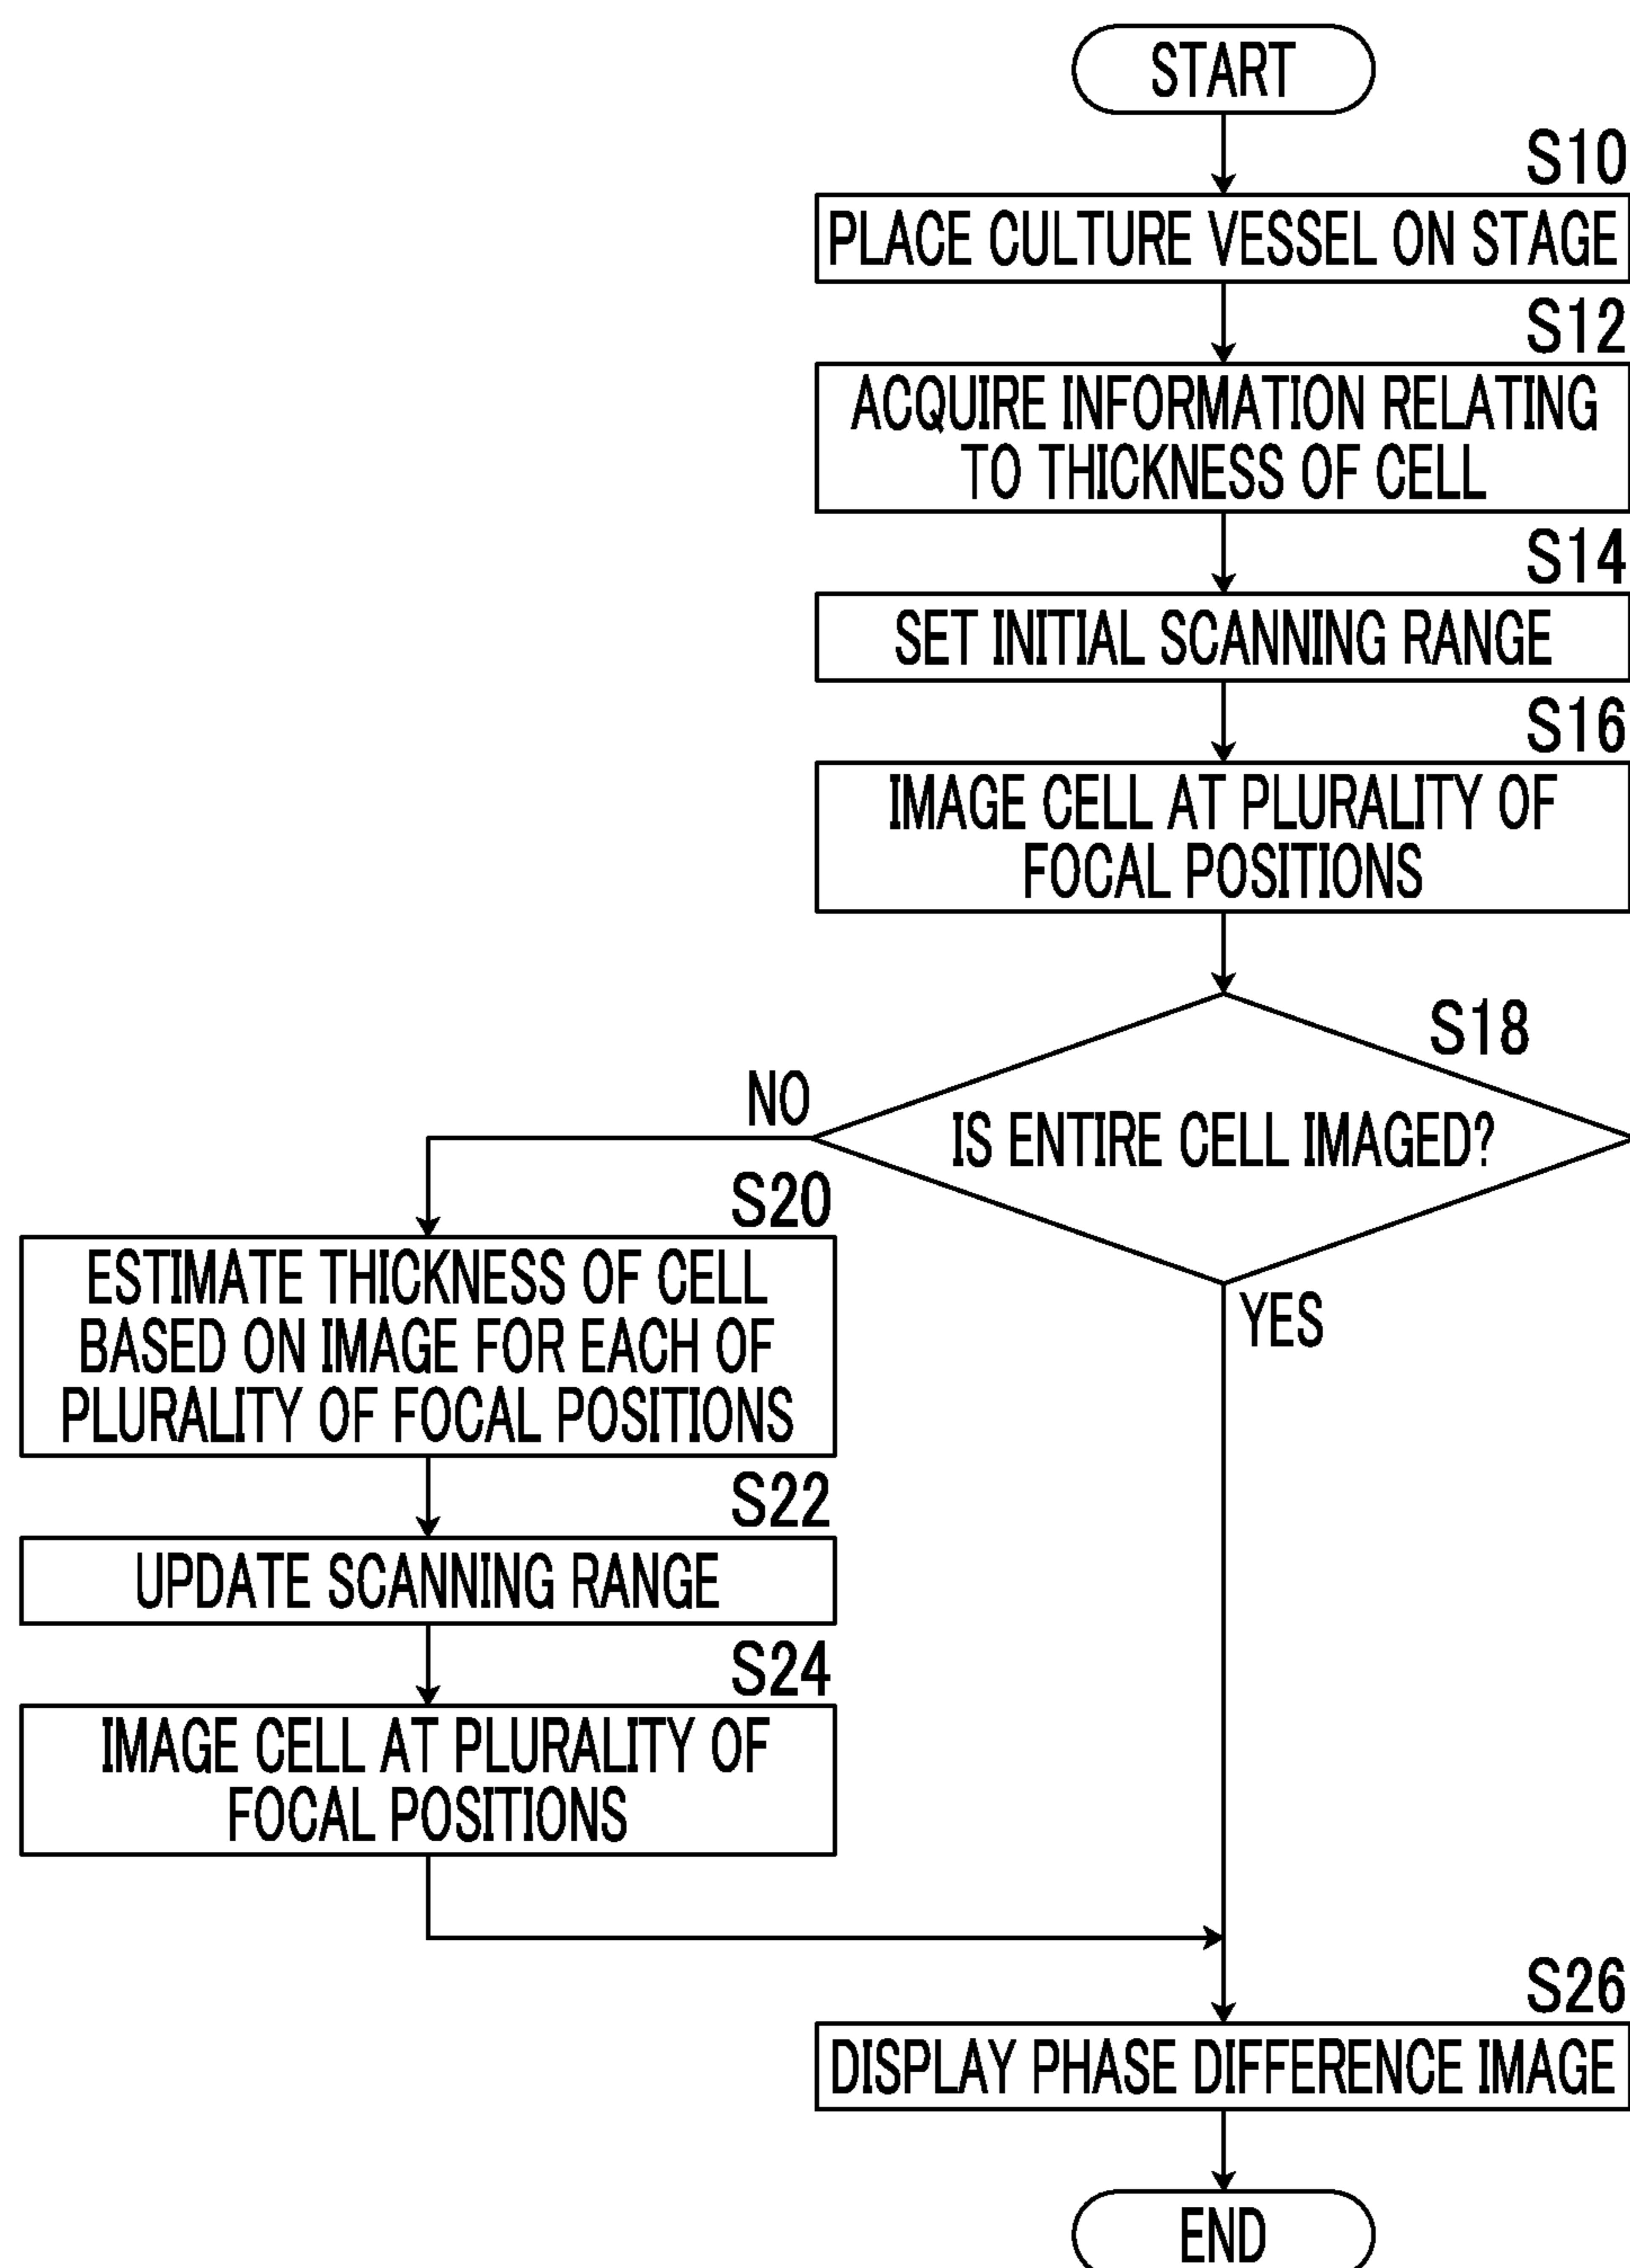 START
S10
PLACE CULTURE VESSEL ON STAGE
S12
ACQUIRE INFORMATION RELATING
TO THICKNESS OF CELL
S14
SET INITIAL SCANNING RANGE
S16
IMAGE CELL AT PLURALITY OF
FOCAL POSITIONS
S18
IS ENTIRE CELL IMAGED?
NO
YES
S20
ESTIMATE THICKNESS OF CELL
BASED ON IMAGE FOR EACH OF
PLURALITY OF FOCAL POSITIONS
S22
UPDATE SCANNING RANGE
S24
IMAGE CELL AT PLURALITY OF
FOCAL POSITIONS
S26
DISPLAY PHASE DIFFERENCE IMAGE
END